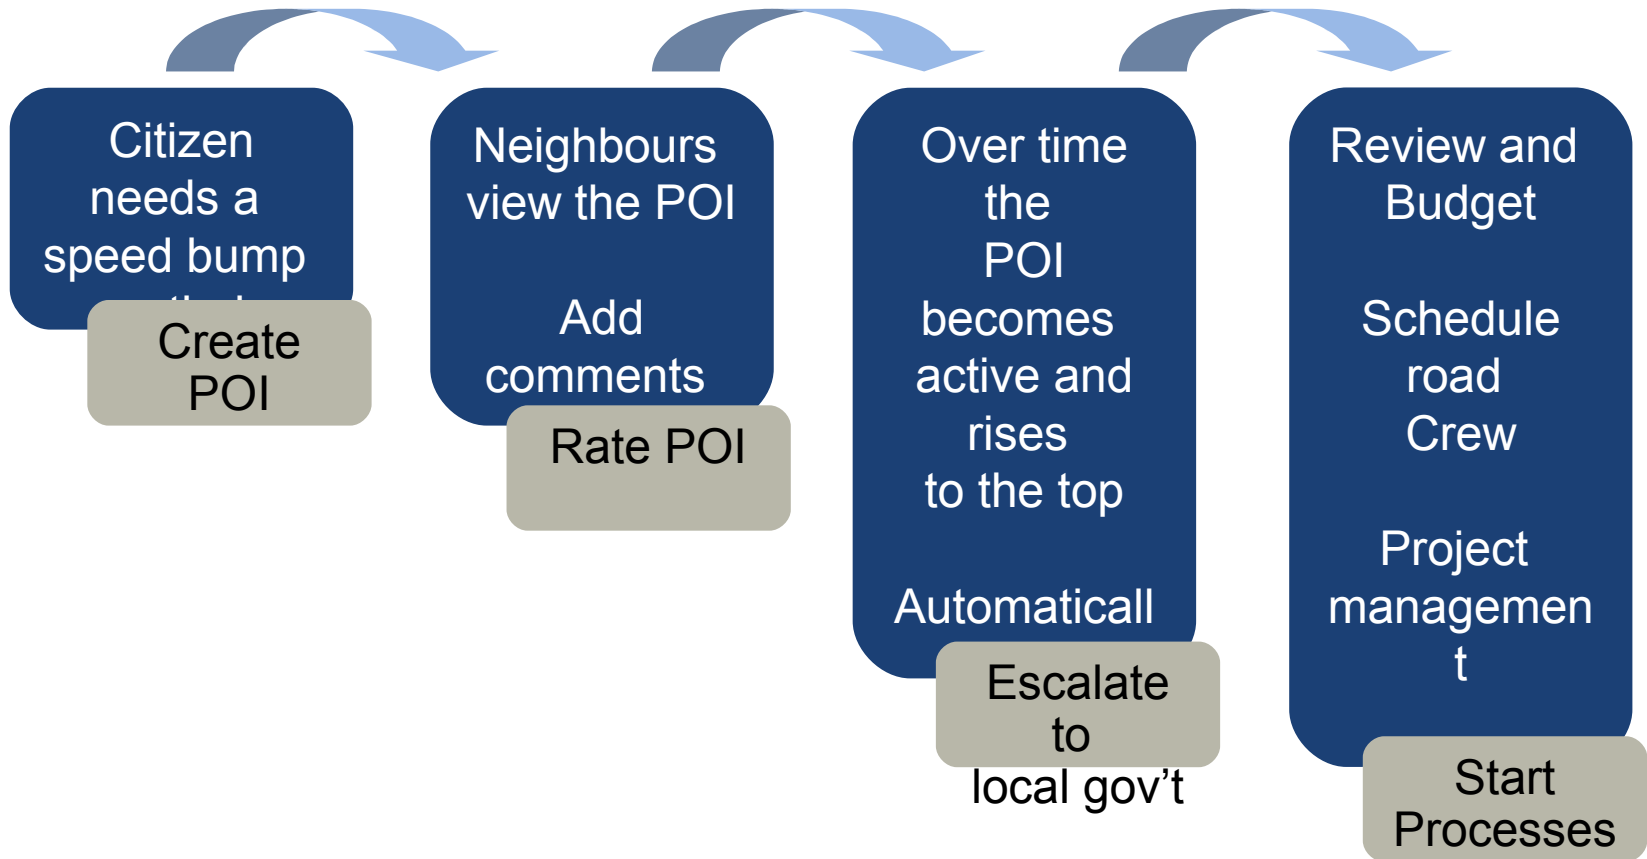 Citizen
needs a
speed bump
Create
POI
Neighbours
view the POI
Add
comments
Rate POI
Over time
the
POI
becomes
active and
rises
to the top
Automaticall
Escalate
to
local gov’t
Review and
Budget
Schedule
road
Crew
Project
managemen
t
Start
Processes